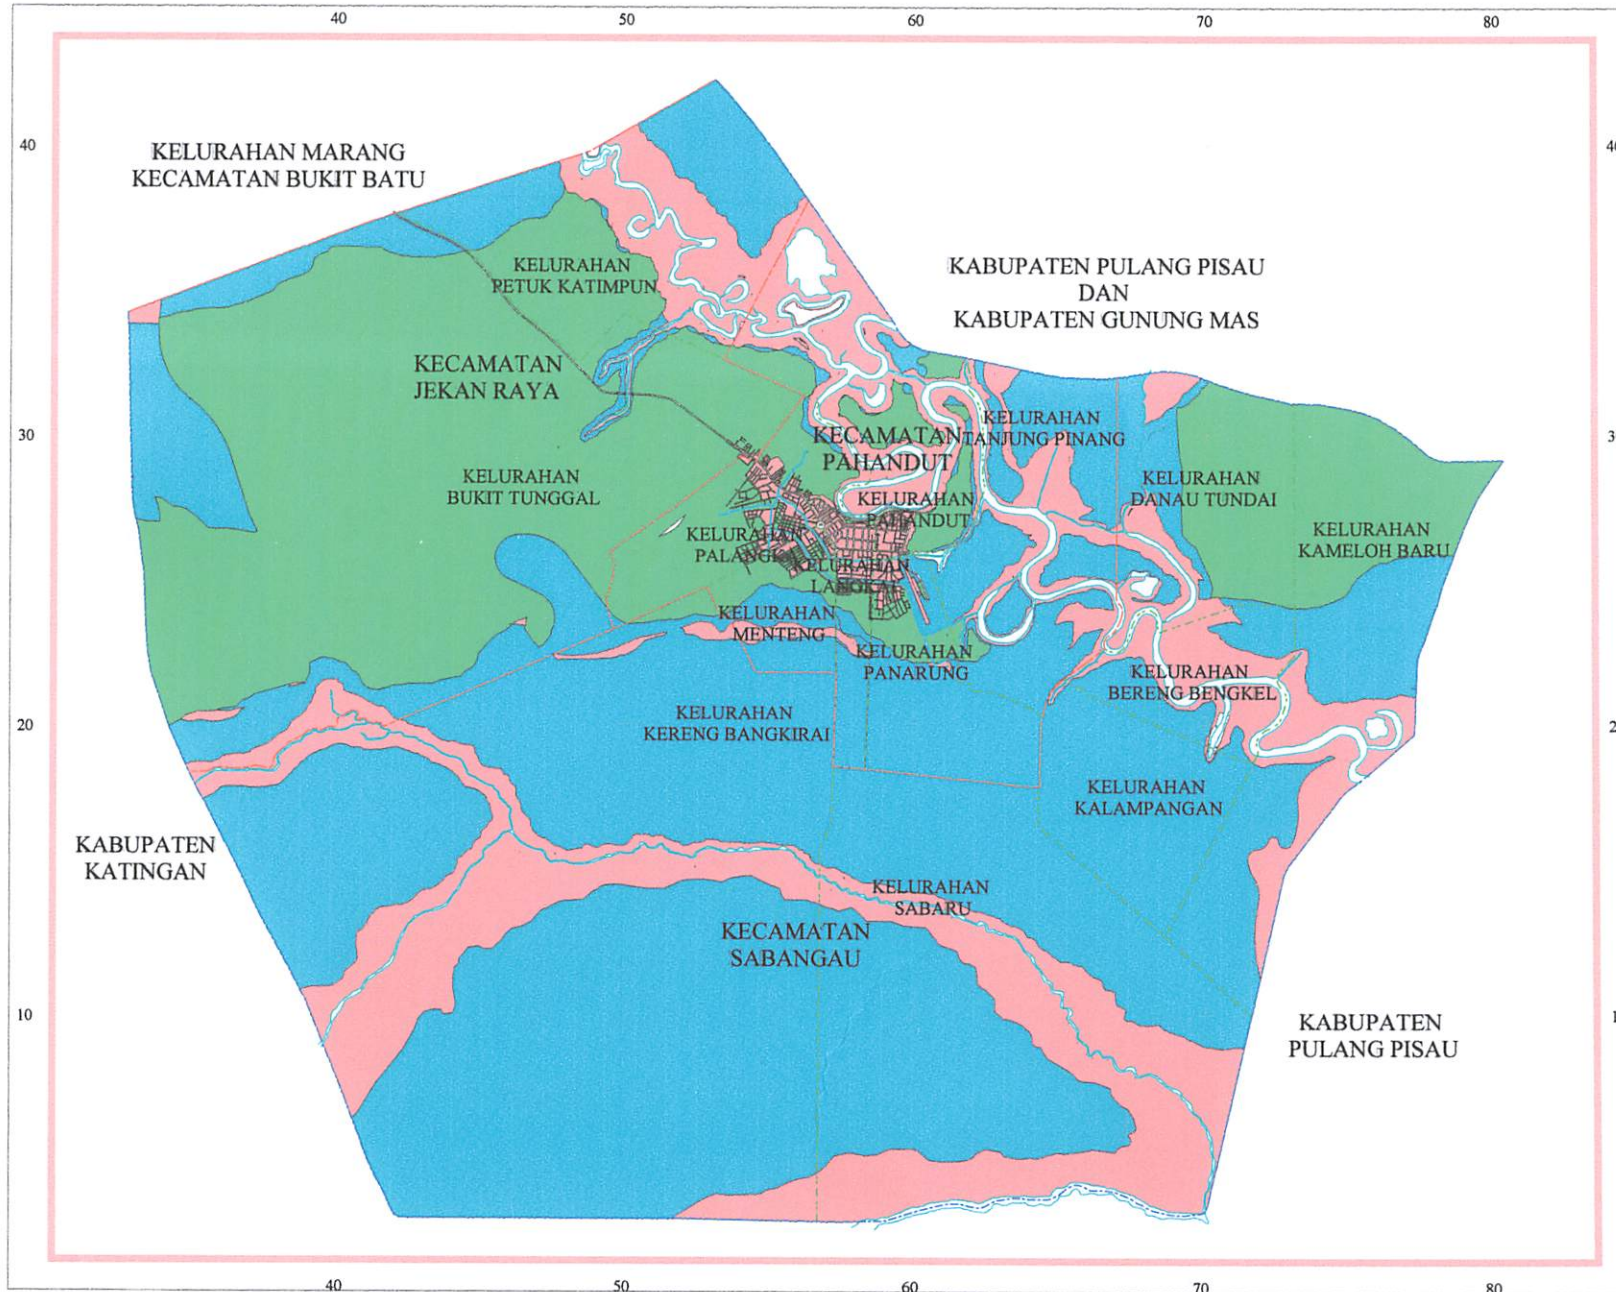 40 50 60 70 80
40
KELURAHAN MARANG
KECAMATAN BUKIT BATU
KABUPATEN PULANG PISAU
DAN
KABUPATEN GUNUNG MAS
KELURAHAN
PETUK KATIMPUN
KECAMATAN
JEKAN RAYA
30
KELURAHAN
TANJUNG PINANG
KECAMATAN
PAHANDUT
KELURAHAN
BUKIT TUNGGAL
KELURAHAN
DANAU TUNDAI
KELURAHAN
PAHANDUT
KELURAHAN
KAMELOH BARU
KELURAHAN
KELURAHAN
LANGKAI
KELURAHAN
MENTENG
KELURAHAN
PANARUNG
KELURAHAN
BERENG BENGKEL
20
KELURAHAN
KERENG BANGKIRAI
KELURAHAN
KALAMPANGAN
KABUPATEN
KATINGAN
KELURAHAN
SABARU
KECAMATAN
SABANGAU
10
KABUPATEN
PULANG PISAU
40 50 60 70 80